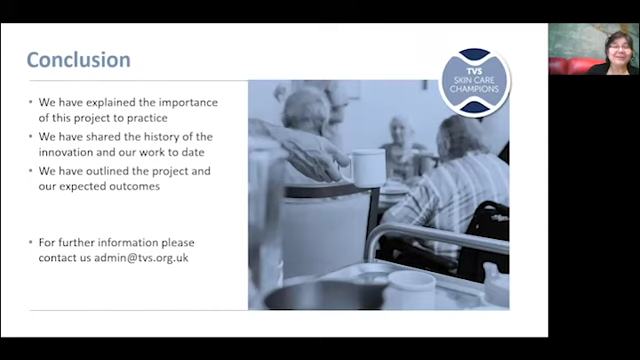 Conclusion
TVS
SKIN CARE
CHAMPIONS
We have explained the importance
of this project to practice
We have shared the history of the
innovation and our work to date
We have outlined the project and
our expected outcomes
For further information please
contact us admin@tvs.org.uk